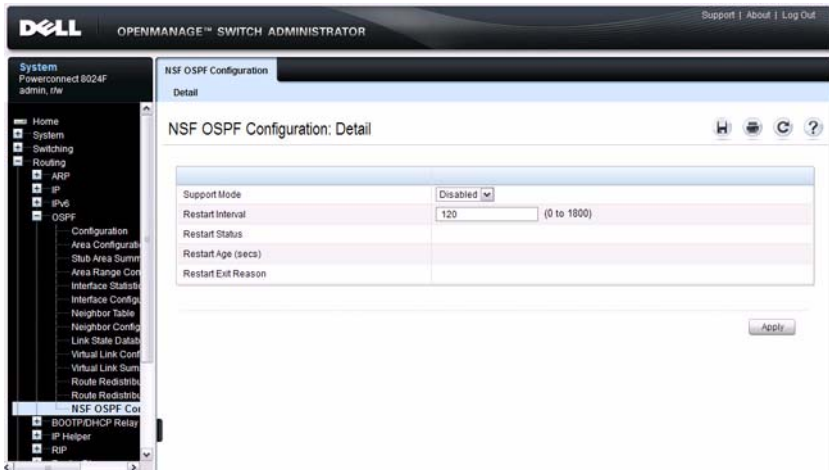 Support | About | Log Out
DELL
OPENMANAGE™ SWITCH ADMINISTRATOR
System
Powerconnect 8024F
admin, r/w
NSF OSPF Configuration
Detail
Home
System
Switching
Routing
ARP
IP
IPv6
OSPF
Configuration
Area Configurati
Stub Area Summ
Area Range Con
Interface Statistic
Interface Configu
Neighbor Table
Neighbor Config
Link State Datab
Virtual Link Conf
Virtual Link Sum
Route Redistribu
Route Redistribu
NSF OSPF Co
BOOTP/DHCP Relay
IP Helper
RIP
NSF OSPF Configuration: Detail
Support Mode Disabled
Restart Interval 120 (0 to 1800)
Restart Status
Restart Age (secs)
Restart Exit Reason
Apply